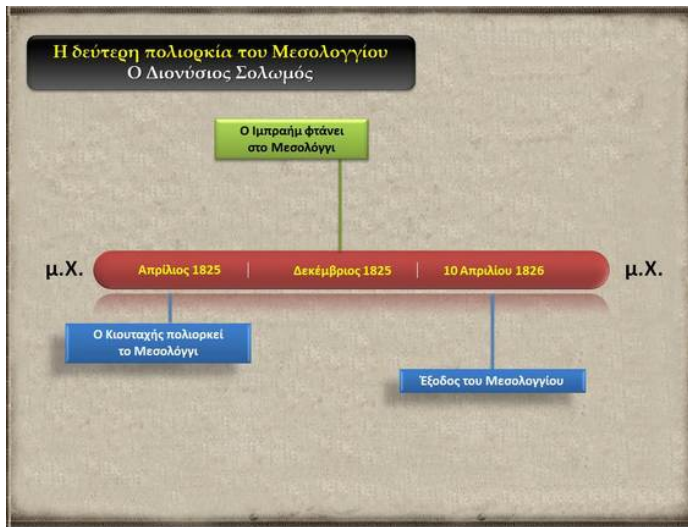 Η δεύτερη πολιορκία του Μεσολογγίου
Ο Διονύσιος Σολωμός
Ο Ιμπραήμ φτάνει
στο Μεσολόγγι
μ.Χ.
Απρίλιος 1825
Δεκέμβριος 1825
10 Απριλίου 1826
μ.Χ.
Ο Κιουταχής πολιορκεί
το Μεσολόγγι
Έξοδος του Μεσολογγίου